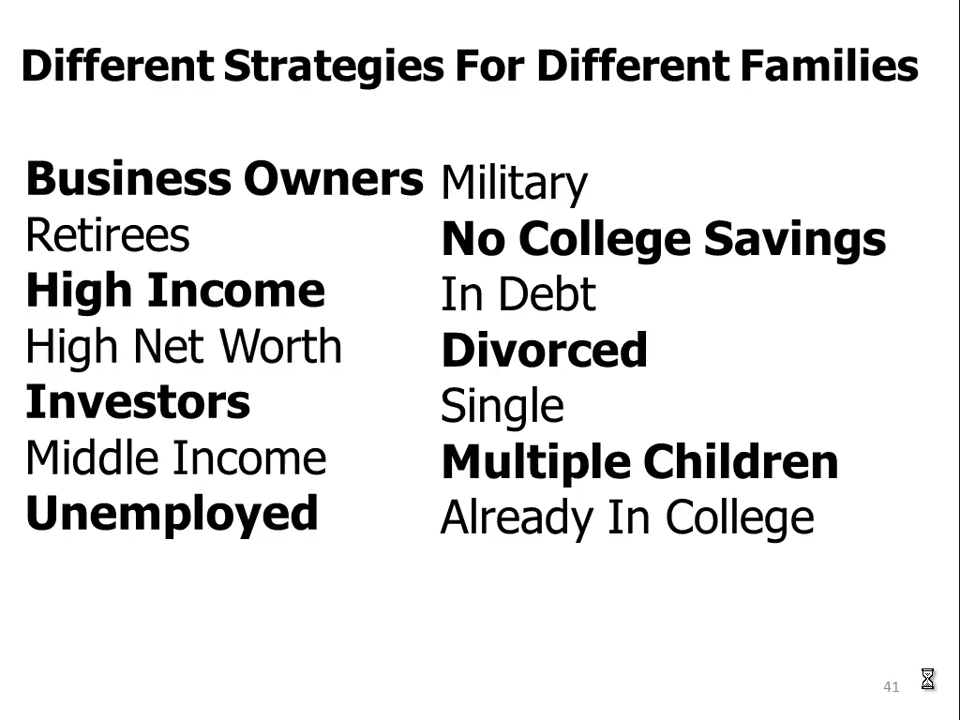 Different Strategies For Different Families
Business Owners
Retirees
High Income
High Net Worth
Investors
Middle Income
Unemployed
Military
No College Savings
In Debt
Divorced
Single
Multiple Children
Already In College
41